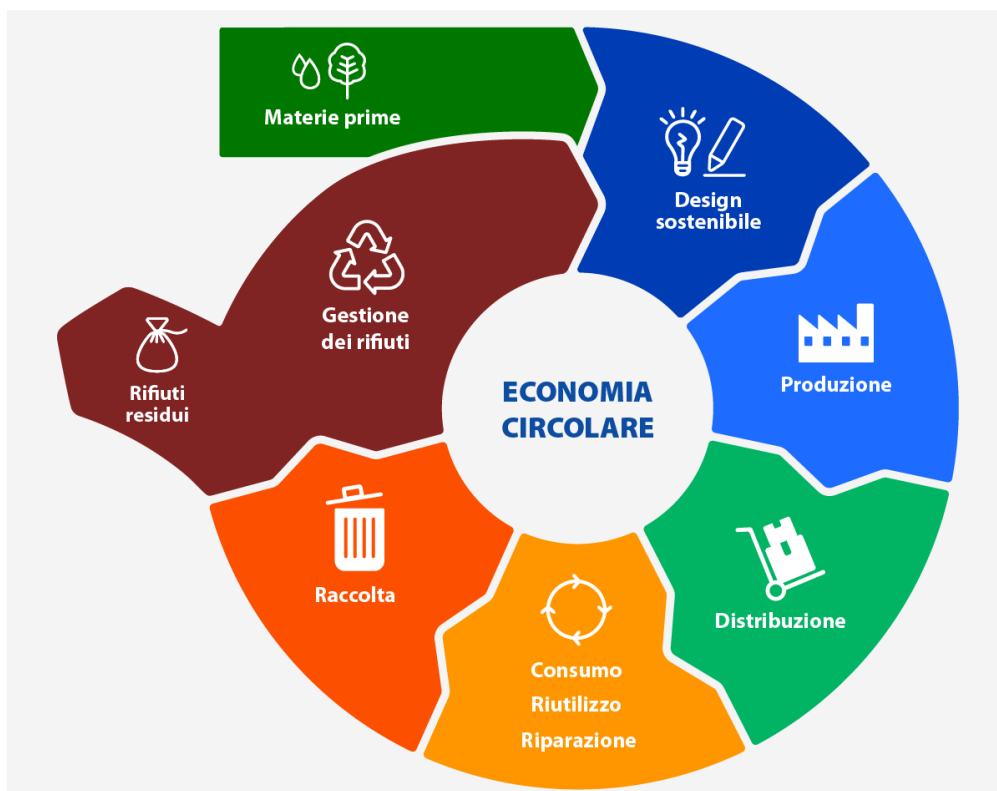 Materie prime
Design
sostenibile
Produzione
Distribuzione
Consumo
Riutilizzo
Riparazione
Raccolta
Gestione
dei rifiuti
Rifiuti
residui
ECONOMIA
CIRCOLARE